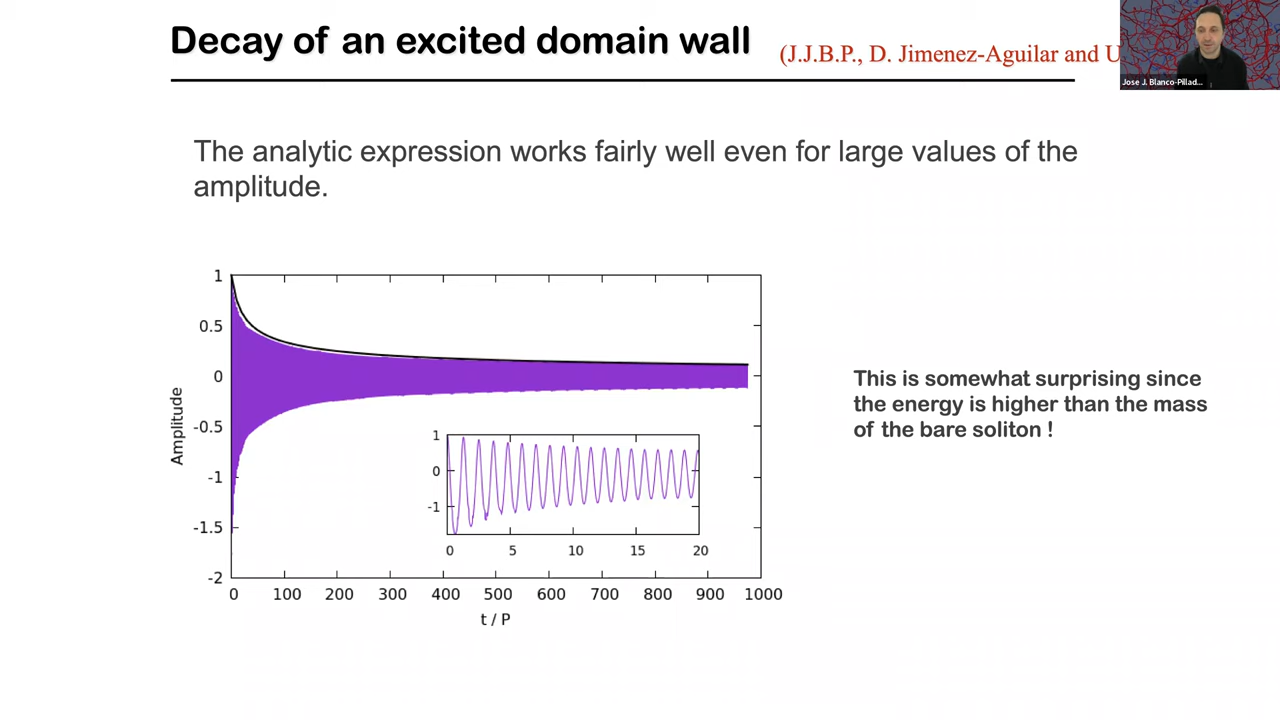 Decay of an excited domain wall
(J.J.B.P., D. Jimenez-Aguilar and U
Jose J. Blanco-Pillad...
The analytic expression works fairly well even for large values of the
amplitude.
1
0.5
0
-0.5
-1
-1.5
-2
Amplitude
1
0
-1
0 5 10 15 20
0 100 200 300 400 500 600 700 800 900 1000
t / P
This is somewhat surprising since
the energy is higher than the mass
of the bare soliton !